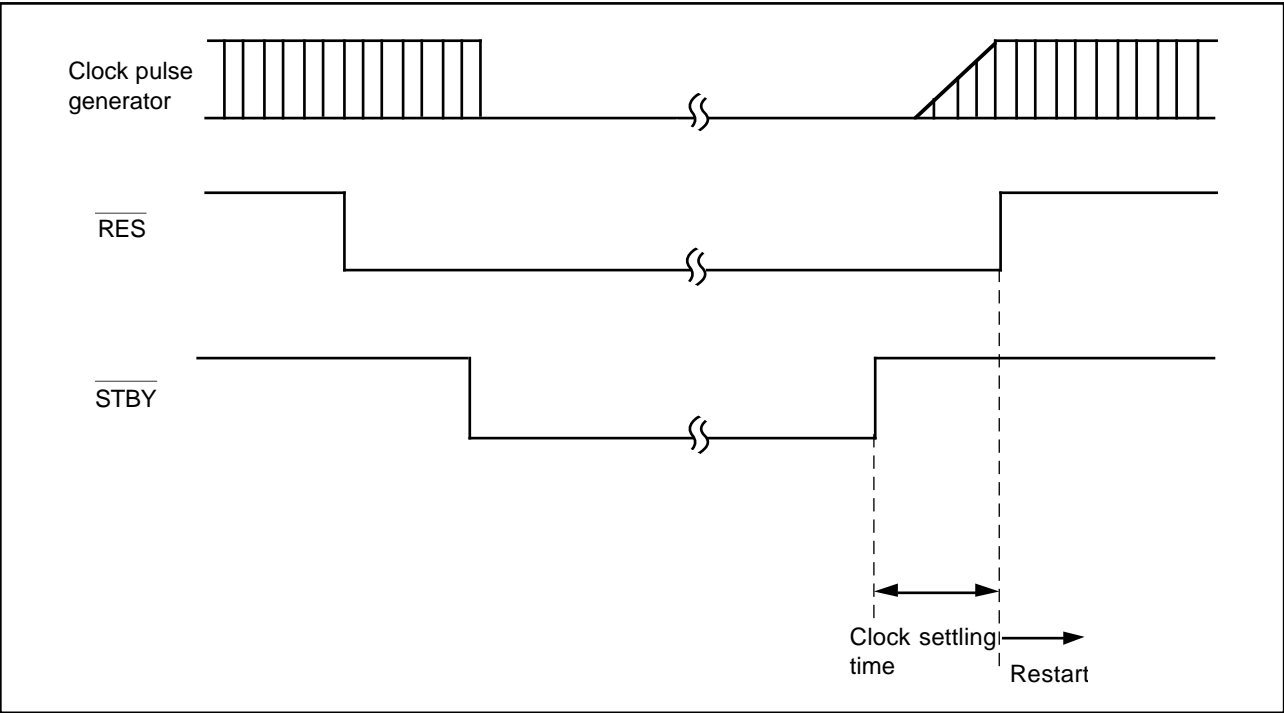 Clock pulse
generator
RES
STBY
Clock settling
time
Restart